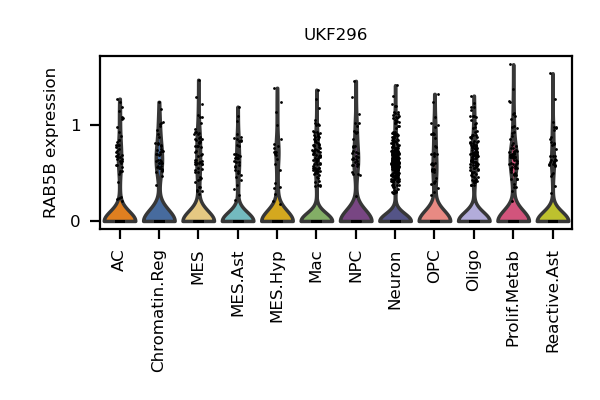 UKF296
RAB5B expression
1
0
AC
Chromatin.Reg
MES
MES.Ast
MES.Hyp
Mac
NPC
Neuron
OPC
Oligo
Prolif.Metab
Reactive.Ast